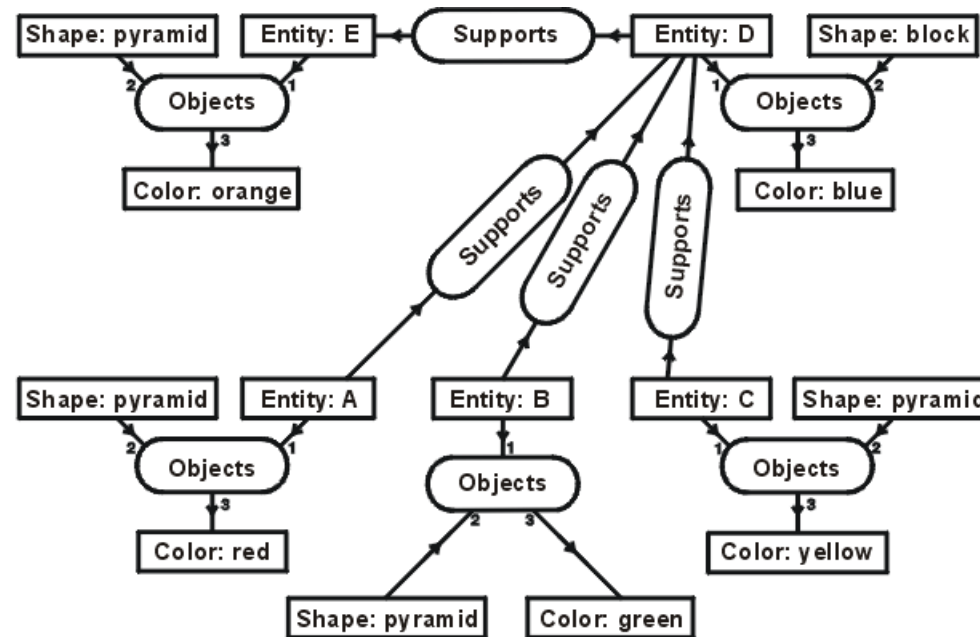 Shape: pyramid
Entity: E
Supports
Entity: D
Shape: block
2
Objects
1
1
Objects
2
3
3
Color: orange
Color: blue
Supports
Supports
Supports
Shape: pyramid
Entity: A
Entity: B
Entity: C
Shape: pyramid
2
Objects
1
1
1
Objects
2
Objects
3
2
3
3
Color: red
Color: yellow
Shape: pyramid
Color: green